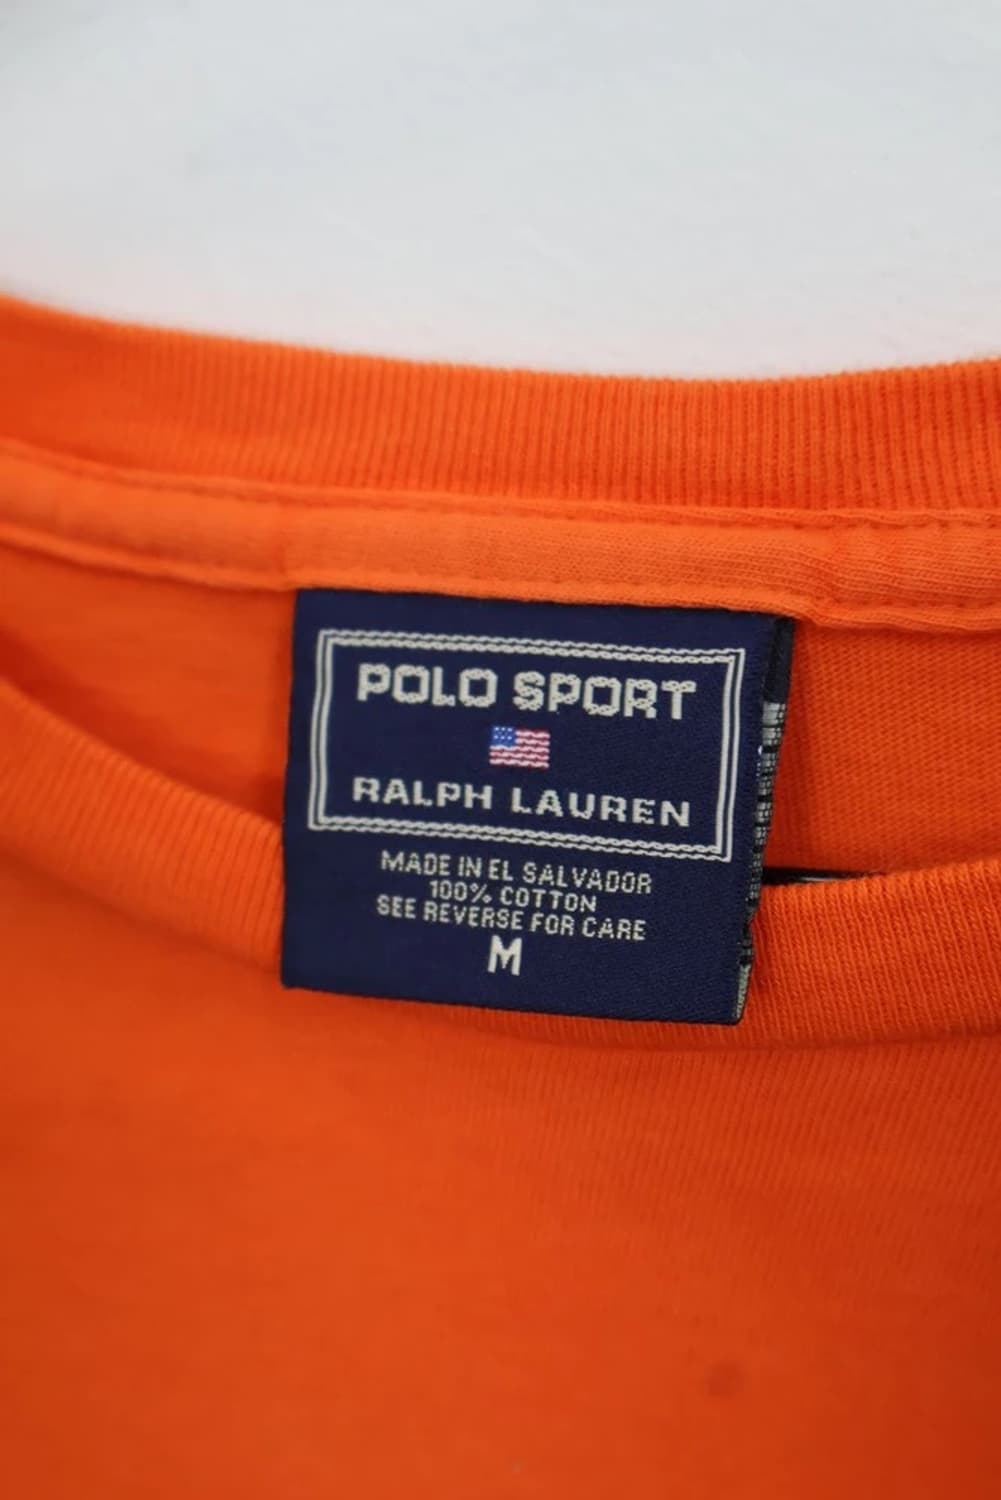 POLO SPORT
RALPH LAUREN
MADE IN EL SALVADOR
100% COTTON
SEE REVERSE FOR CARE
M